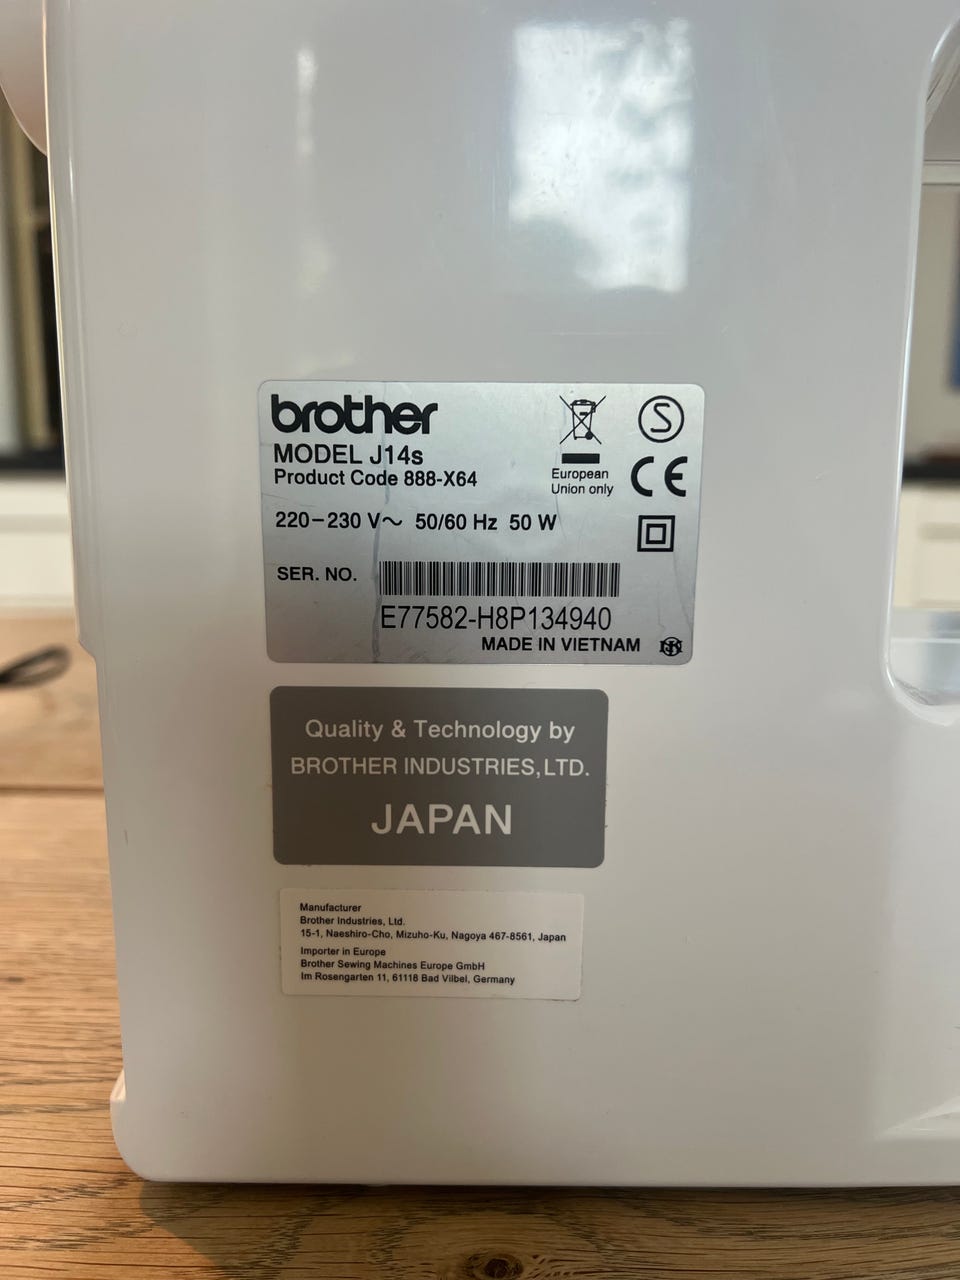 brother
MODEL J14s
Product Code 888-X64
European
Union only
220-230 V~ 50/60 Hz 50 W
SER. NO.
E77582-H8P134940
MADE IN VIETNAM
Quality & Technology by
BROTHER INDUSTRIES,LTD.
JAPAN
Manufacturer
Brother Industries, Ltd.
15-1, Naeshiro-Cho, Mizuho-Ku, Nagoya 467-8561, Japan
Importer in Europe
Brother Sewing Machines Europe GmbH
Im Rosengarten 11, 61118 Bad Vilbel, Germany
S
CE